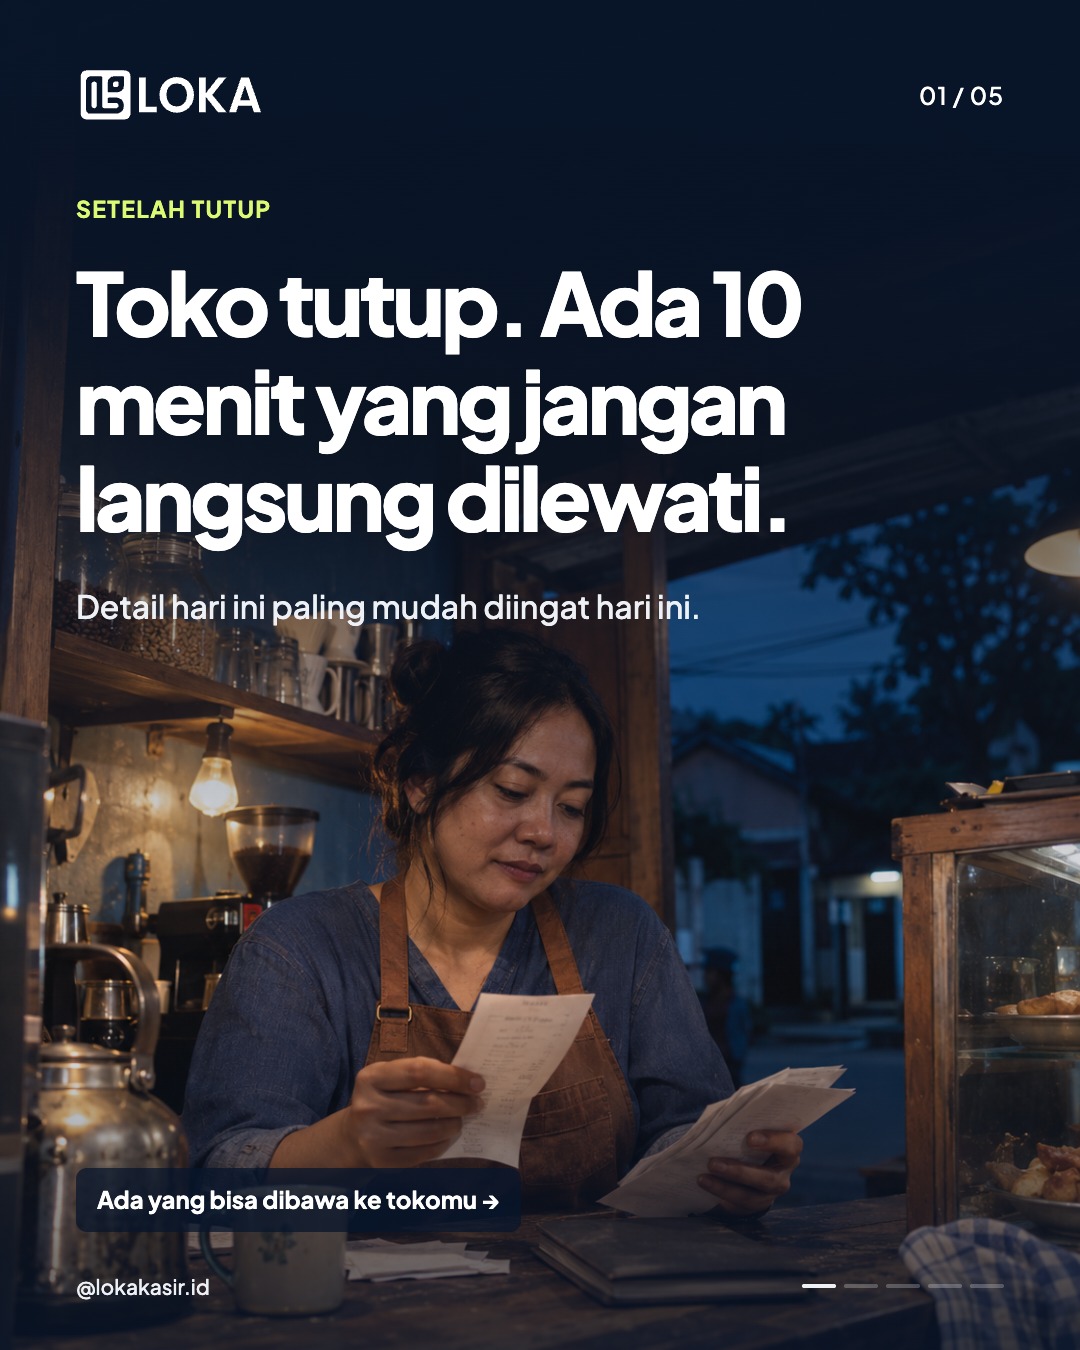 LOKA
01 / 05
SETELAH TUTUP
Toko tutup. Ada 10
menit yang jangan
langsung dilewati.
Detail hari ini paling mudah diingat hari ini.
Ada yang bisa dibawa ke tokomu →
@lokakasir.id